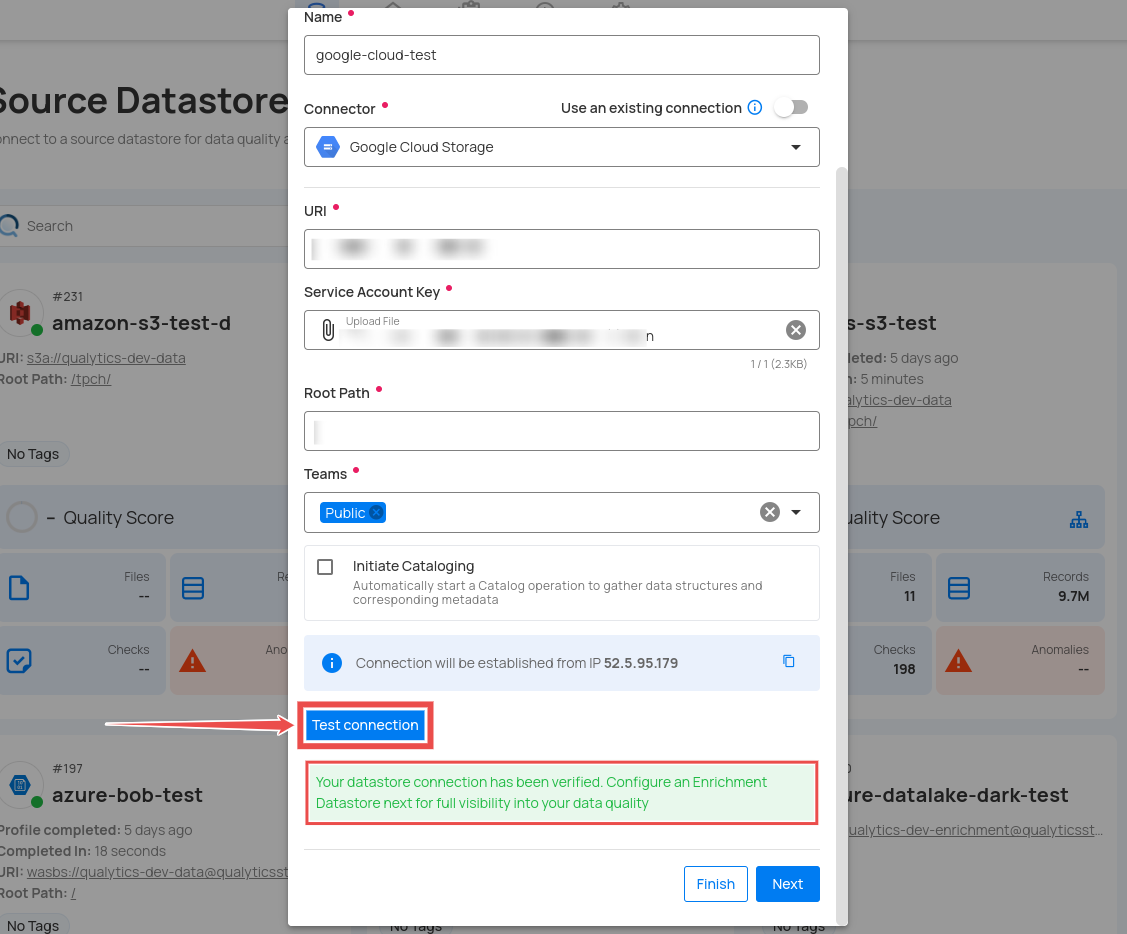 Name
google-cloud-test
Source Datastore
Connector
Use an existing connection
connect to a source datastore for data quality a
Google Cloud Storage
URI
Search
Service Account Key
#231
amazon-s3-test-d
Upload File
n
s-s3-test
URI: s3a://qualytics-dev-data
leted: 5 days ago
1 / 1 (2.3KB)
Root Path: /tpch/
n: 5 minutes
Root Path
alytics-dev-data
pch/
No Tags
Teams
Public
– Quality Score
uality Score
Initiate Cataloging
Automatically start a Catalog operation to gather data structures and
corresponding metadata
Files
--
Re
Files
11
Records
9.7M
Checks
--
Ano
Connection will be established from IP 52.5.95.179
Checks
198
Anomalies
--
Test connection
#197
azure-bob-test
Your datastore connection has been verified. Configure an Enrichment
Datastore next for full visibility into your data quality
ure-datalake-dark-test
Profile completed: 5 days ago
ualytics-dev-enrichment@qualyticsst...
Completed In: 18 seconds
URI: wasbs://qualytics-dev-data@qualyticsst
Root Path: /
Finish
Next
No Tags
No Tags
No Tags